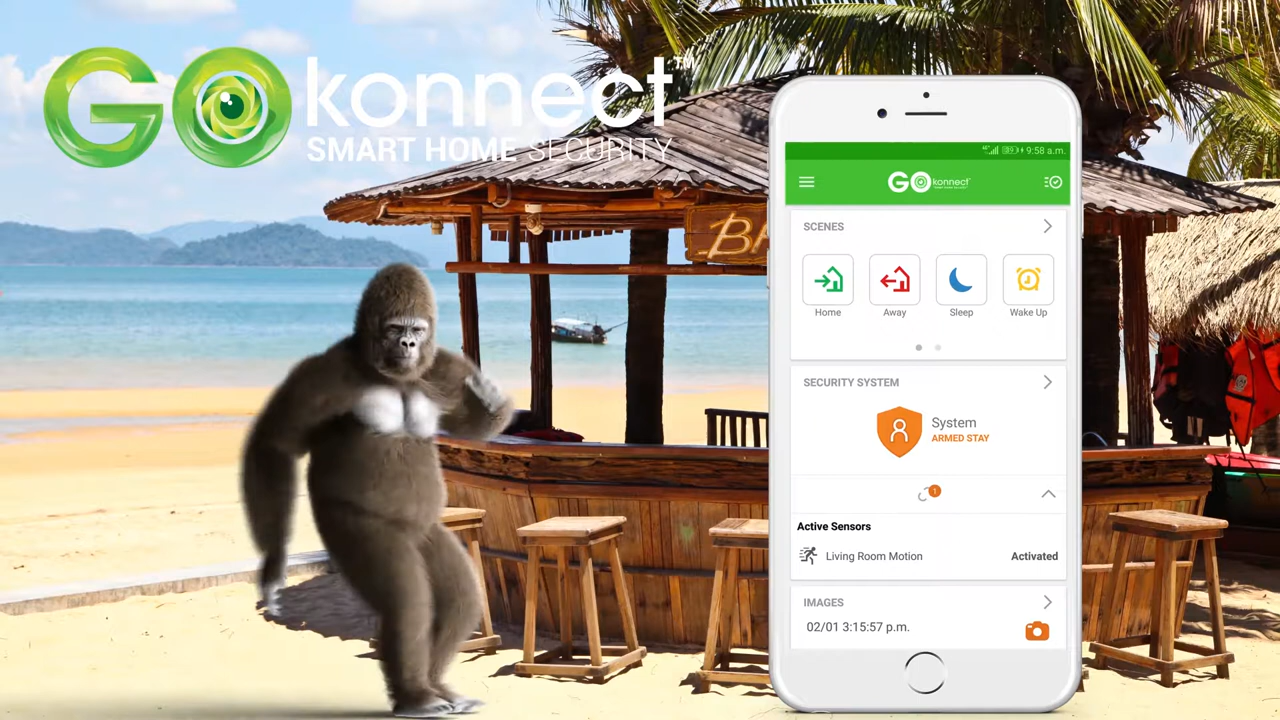 GO konnect™
SMART HOME SECURITY
9:58 a.m.
GO konnect
SCENES
Home
Away
Sleep
Wake Up
SECURITY SYSTEM
System
ARMED STAY
1
Active Sensors
Living Room Motion
Activated
IMAGES
02/01 3:15:57 p.m.